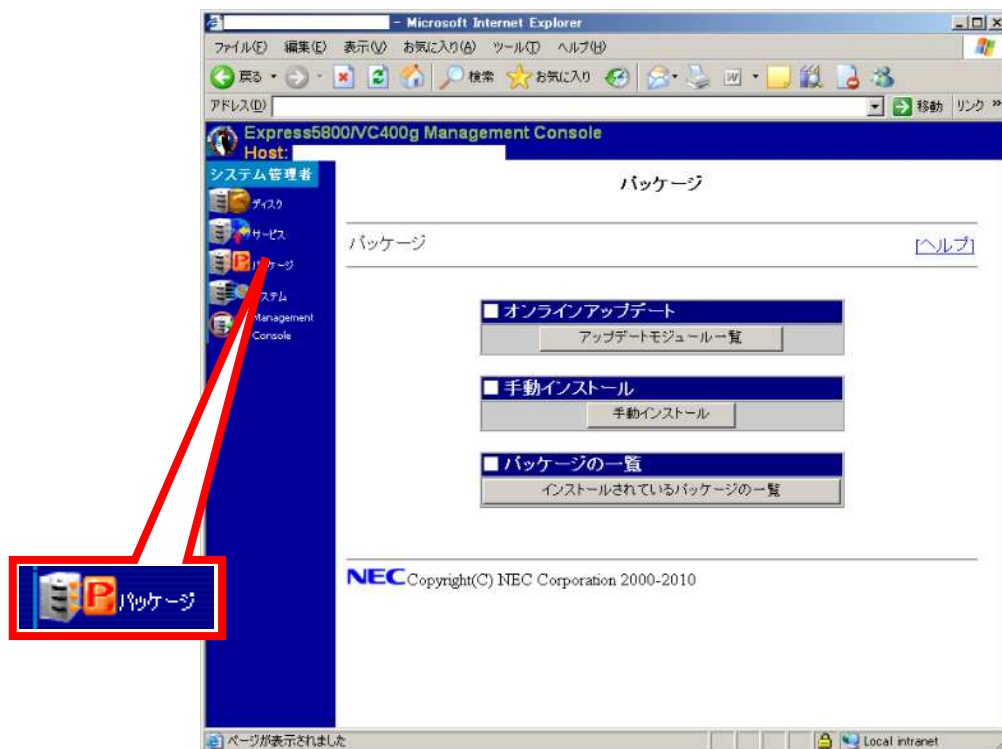 - Microsoft Internet Explorer
ファイル(F) 編集(E) 表示(V) お気に入り(A) ツール(T) ヘルプ(H)
戻る 検索 お気に入り
アドレス(D) 移動 リンク »
Express5800/VC400g Management Console
Host:
システム管理者
ディスク
サービス
パッケージ
システム
Management
Console
パッケージ
パッケージ [ヘルプ]
■オンラインアップデート
アップデートモジュール一覧
■手動インストール
手動インストール
■パッケージの一覧
インストールされているパッケージの一覧
NEC Copyright(C) NEC Corporation 2000-2010
P パッケージ
ページが表示されました Local intranet